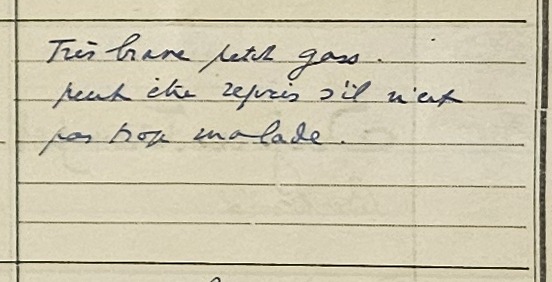 Très brave petit gars.
peut être repris s'il n'est
pas trop malade.